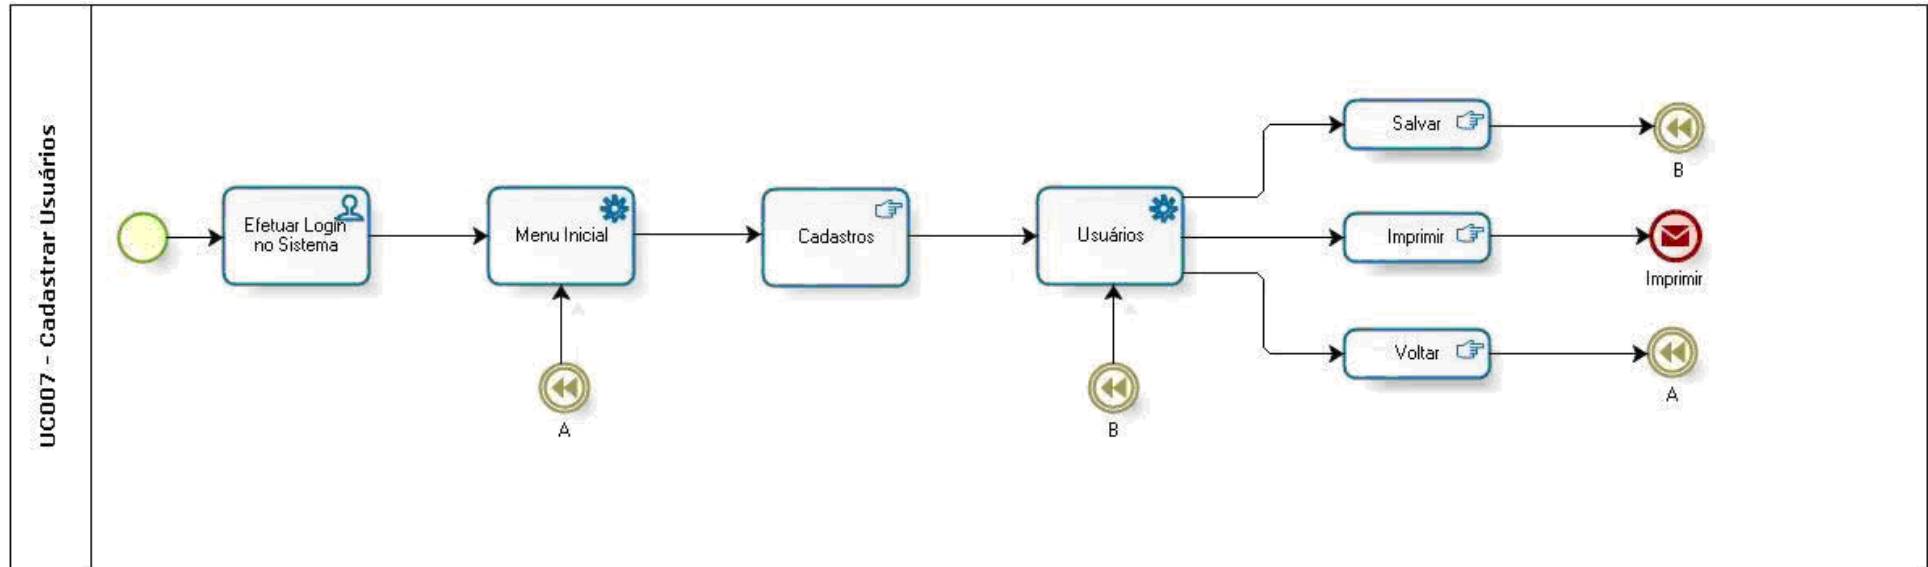 UC007 - Cadastrar Usuários
Efetuar Login
no Sistema
Menu Inicial
Cadastros
Usuários
Salvar
Imprimir
Voltar
B
Imprimir
A
A
B